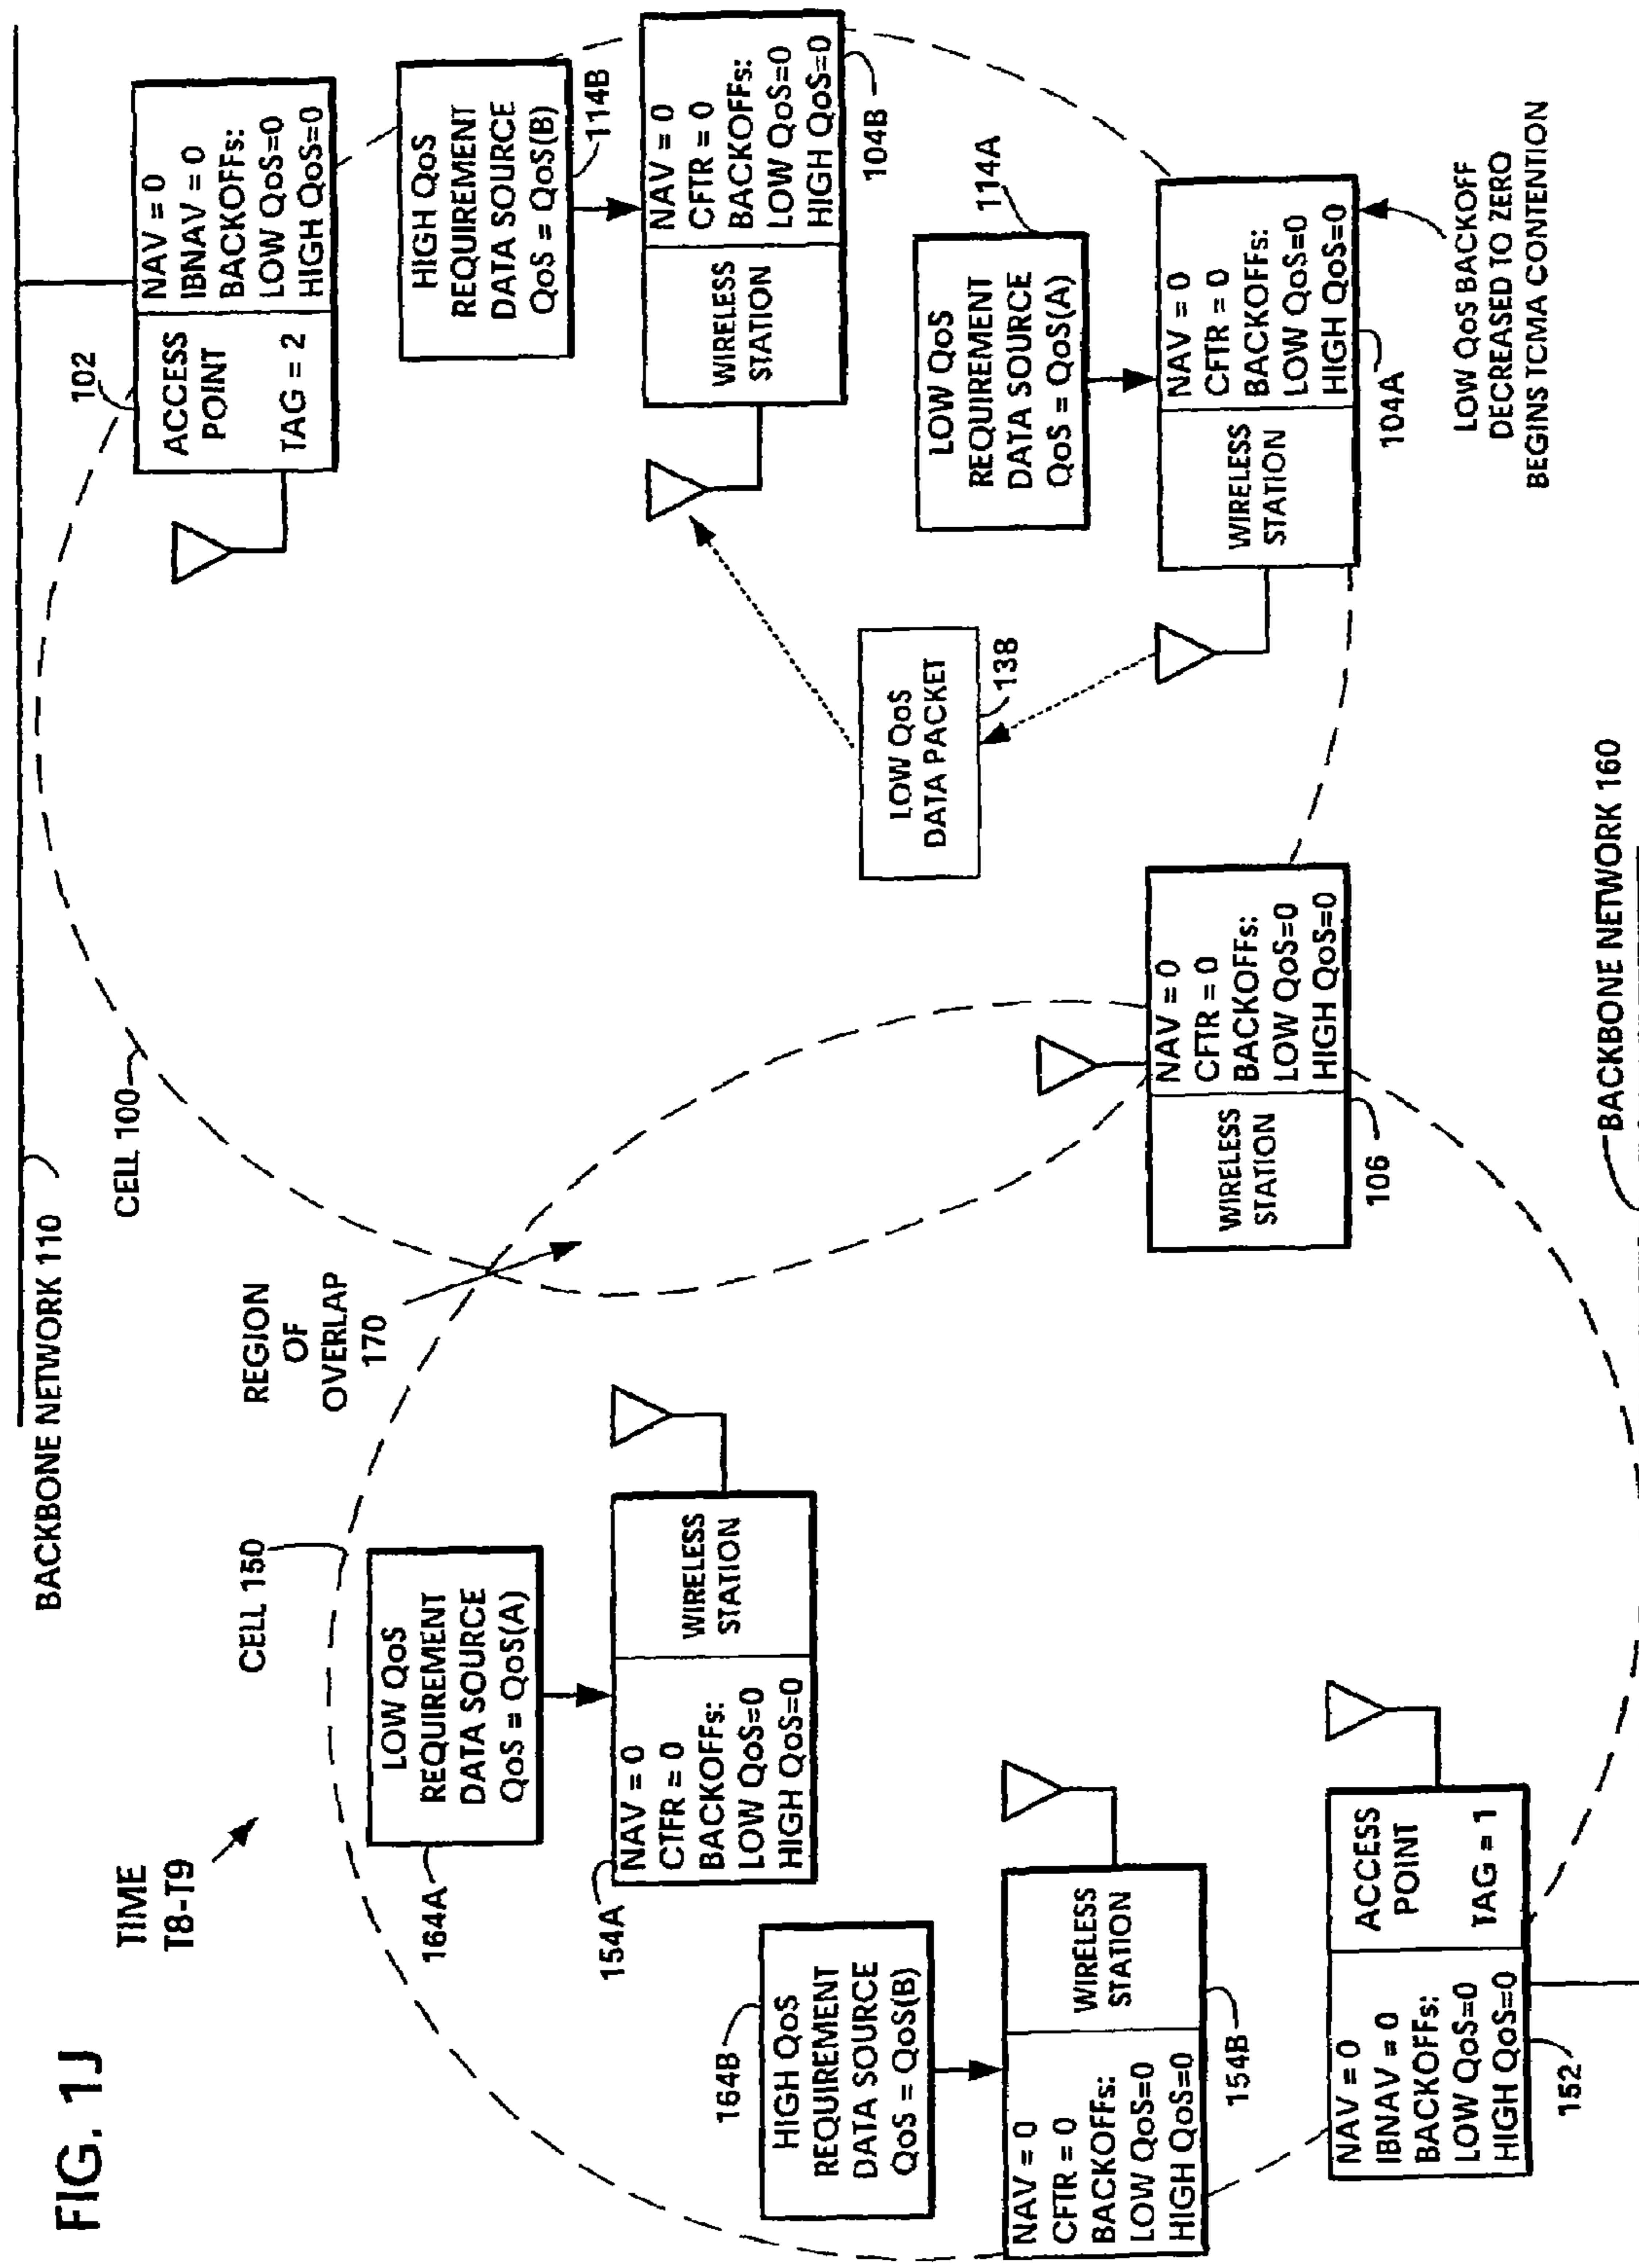 FIG. 1J
TIME
T8-T9
BACKBONE NETWORK 110
CELL 150
REGION
OF
OVERLAP
170
CELL 100
102
ACCESS
POINT
TAG = 2
NAV = 0
IBNAV = 0
BACKOFFs:
LOW QoS=0
HIGH QoS=0
164A
LOW QoS
REQUIREMENT
DATA SOURCE
QoS = QoS(A)
HIGH QoS
REQUIREMENT
DATA SOURCE
QoS = QoS(B)
114B
154A
NAV = 0
CTFR = 0
BACKOFFs:
LOW QoS=0
HIGH QoS=0
WIRELESS
STATION
WIRELESS
STATION
NAV = 0
CFTR = 0
BACKOFFs:
LOW QoS=0
HIGH QoS=0
104B
164B
HIGH QoS
REQUIREMENT
DATA SOURCE
QoS = QoS(B)
LOW QoS
DATA PACKET
138
LOW QoS
REQUIREMENT
DATA SOURCE
QoS = QoS(A)
114A
NAV = 0
CFTR = 0
BACKOFFs:
LOW QoS=0
HIGH QoS=0
WIRELESS
STATION
154B
WIRELESS
STATION
NAV = 0
CFTR = 0
BACKOFFs:
LOW QoS=0
HIGH QoS=0
106
WIRELESS
STATION
NAV = 0
CFTR = 0
BACKOFFs:
LOW QoS=0
HIGH QoS=0
104A
NAV = 0
IBNAV = 0
BACKOFFs:
LOW QoS=0
HIGH QoS=0
ACCESS
POINT
TAG = 1
152
LOW QoS BACKOFF
DECREASED TO ZERO
BEGINS TCMA CONTENTION
BACKBONE NETWORK 160